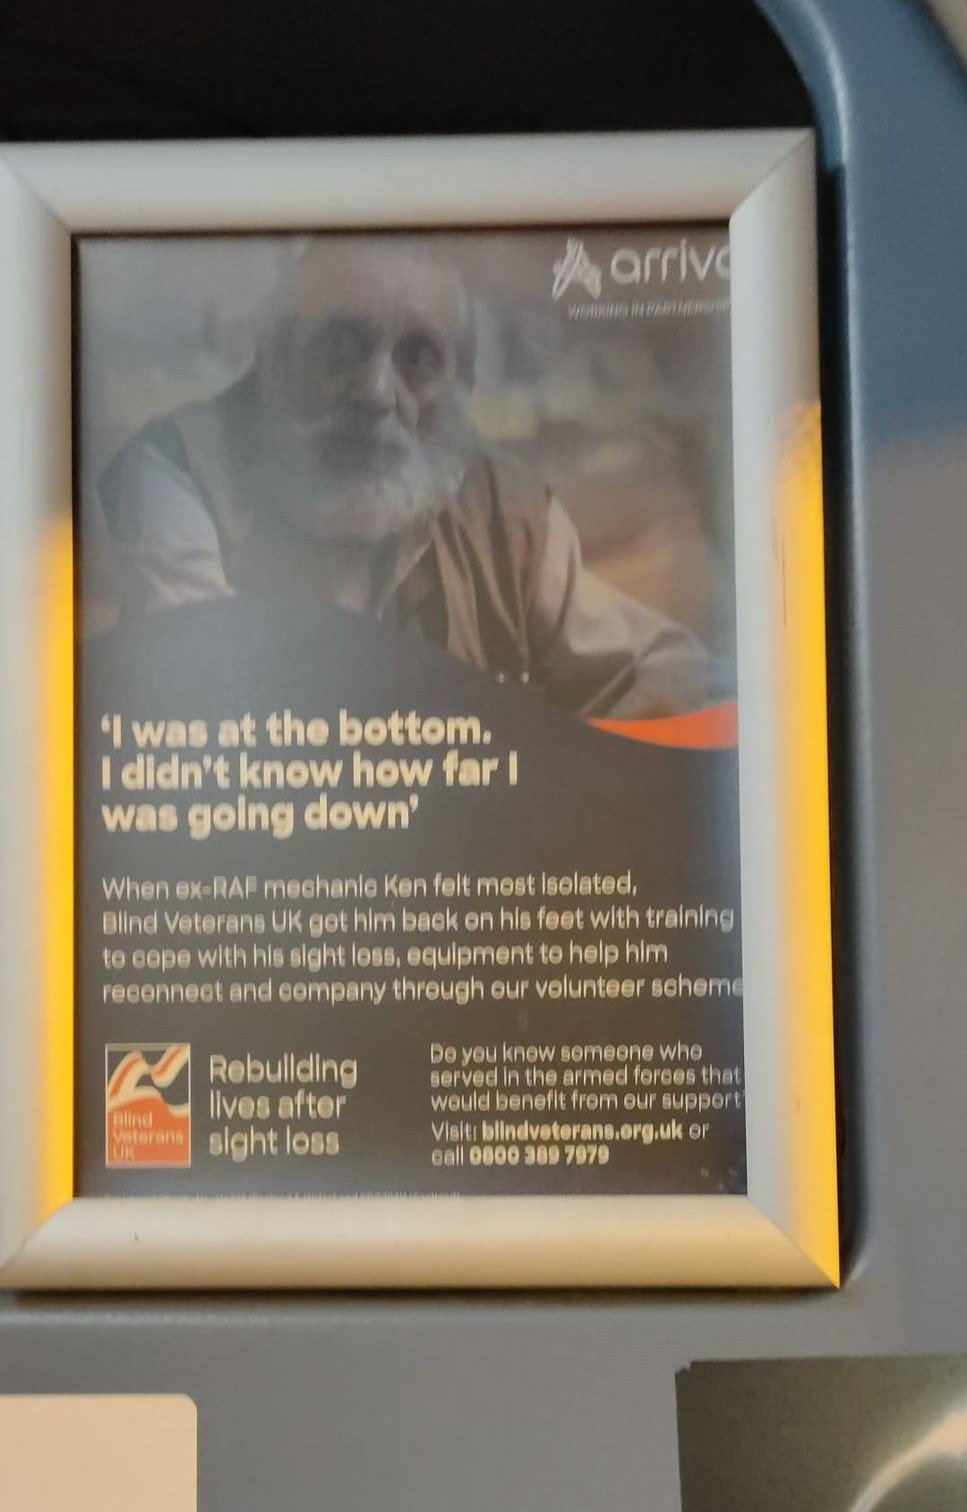 arriva
WORKING IN PARTNERSHIP
‘I was at the bottom.
I didn’t know how far I
was going down’
When ex-RAF mechanic Ken felt most isolated,
Blind Veterans UK got him back on his feet with training
to cope with his sight loss, equipment to help him
reconnect and company through our volunteer scheme
Blind
Veterans
UK
Rebuilding
lives after
sight loss
Do you know someone who
served in the armed forces that
would benefit from our support
Visit: blindveterans.org.uk or
call 0800 389 7979